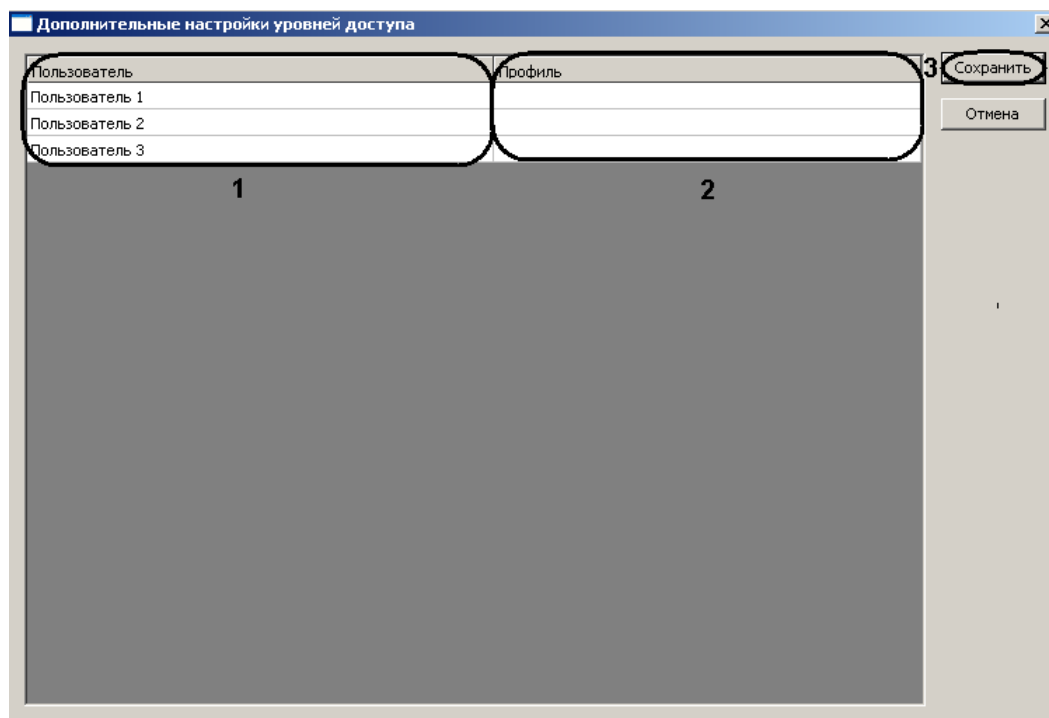 Дополнительные настройки уровней доступа
Пользователь Профиль 3 Сохранить
Пользователь 1
Пользователь 2 Отмена
Пользователь 3
1 2